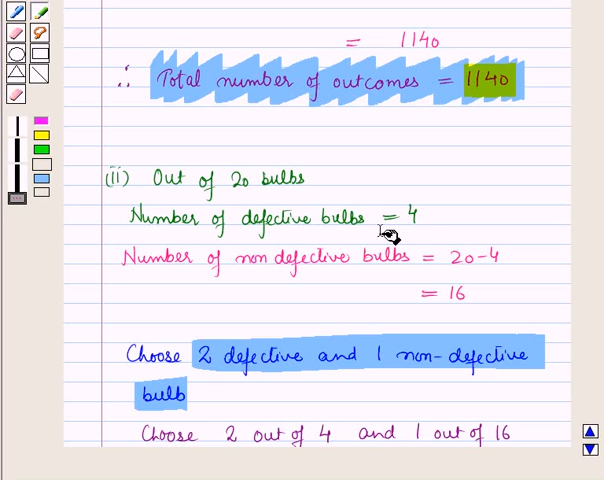 = 1140
∴ Total number of outcomes = 1140
(ii) Out of 20 bulbs
Number of defective bulbs = 4
Number of non defective bulbs = 20-4
= 16
Choose 2 defective and 1 non-defective
bulb
Choose 2 out of 4 and 1 out of 16